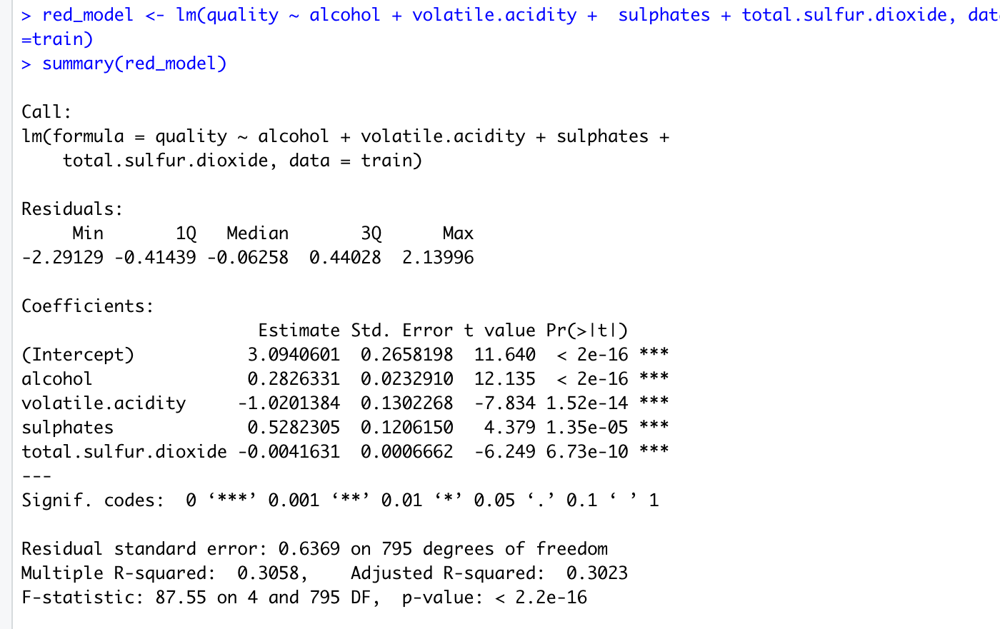 > red_model <- lm(quality ~ alcohol + volatile.acidity +  sulphates + total.sulfur.dioxide, dat
=train)
> summary(red_model)
Call:
lm(formula = quality ~ alcohol + volatile.acidity + sulphates +
    total.sulfur.dioxide, data = train)
Residuals:
     Min       1Q   Median       3Q      Max
-2.29129 -0.41439 -0.06258  0.44028  2.13996
Coefficients:
                       Estimate Std. Error t value Pr(>|t|)
(Intercept)           3.0940601  0.2658198  11.640  < 2e-16 ***
alcohol               0.2826331  0.0232910  12.135  < 2e-16 ***
volatile.acidity     -1.0201384  0.1302268  -7.834 1.52e-14 ***
sulphates             0.5282305  0.1206150   4.379 1.35e-05 ***
total.sulfur.dioxide -0.0041631  0.0006662  -6.249 6.73e-10 ***
---
Signif. codes:  0 ‘***’ 0.001 ‘**’ 0.01 ‘*’ 0.05 ‘.’ 0.1 ‘ ’ 1
Residual standard error: 0.6369 on 795 degrees of freedom
Multiple R-squared:  0.3058,    Adjusted R-squared:  0.3023
F-statistic: 87.55 on 4 and 795 DF,  p-value: < 2.2e-16